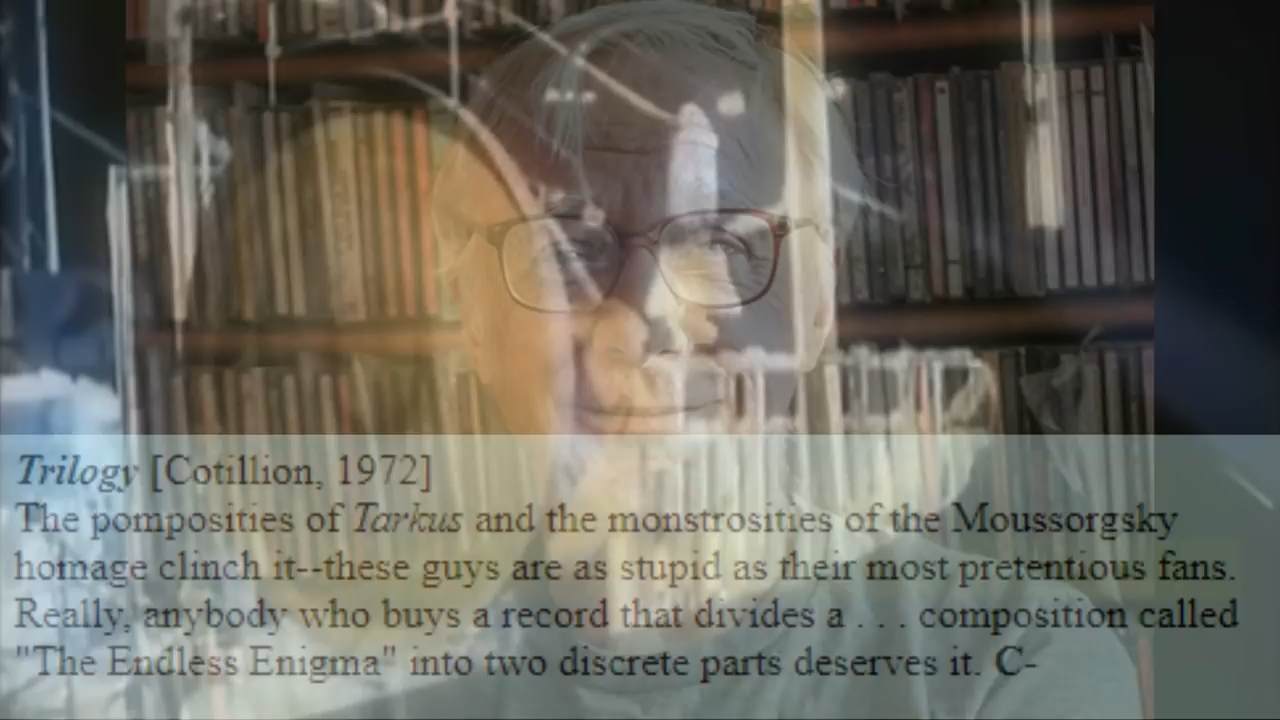 Trilogy [Cotillion, 1972]
The pomposities of Tarkus and the monstrosities of the Moussorgsky
homage clinch it--these guys are as stupid as their most pretentious fans.
Really, anybody who buys a record that divides a . . . composition called
"The Endless Enigma" into two discrete parts deserves it. C-